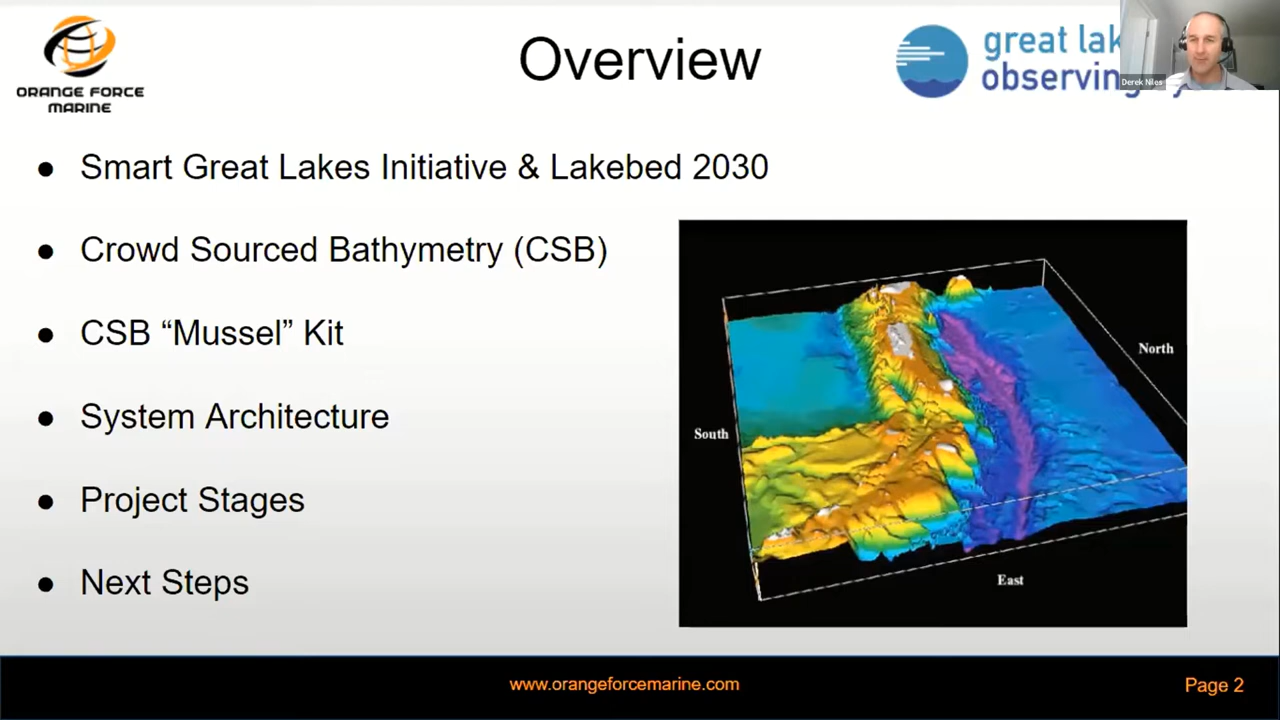 ORANGE FORCE
MARINE
Overview
great lak
observing
Derek Niles
● Smart Great Lakes Initiative & Lakebed 2030
● Crowd Sourced Bathymetry (CSB)
● CSB “Mussel” Kit
● System Architecture
● Project Stages
● Next Steps
North
South
East
www.orangeforcemarine.com
Page 2